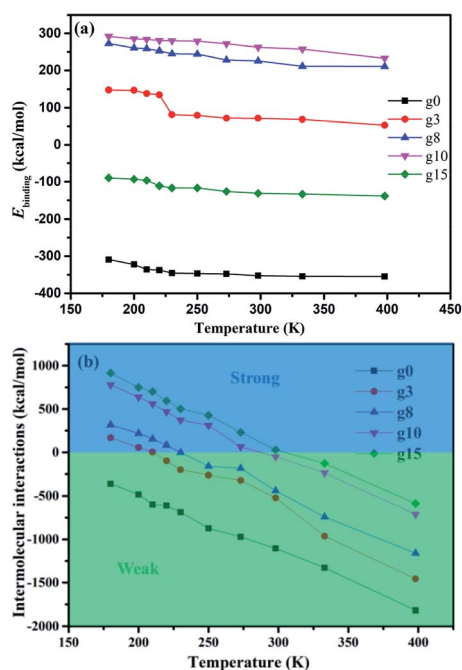 (a)
300
200
100
0
-100
-200
-300
-400
E binding (kcal/mol)
g0
g3
g8
g10
g15
150 200 250 300 350 400 450
Temperature (K)
(b)
1000
500
0
-500
-1000
-1500
-2000
Intermolecular interactions (kcal/mol)
Strong
g0
g3
g8
g10
g15
Weak
150 200 250 300 350 400
Temperature (K)